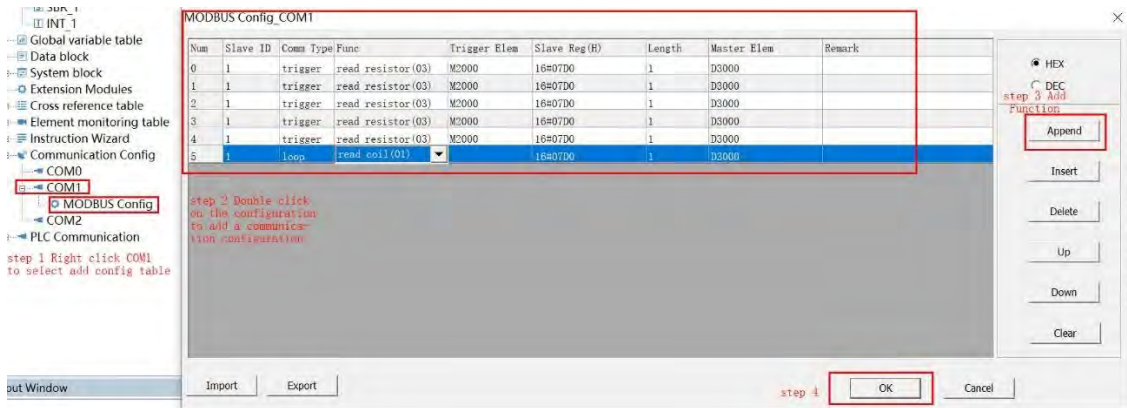 SBR_1
INT_1
Global variable table
Data block
System block
Extension Modules
Cross reference table
Element monitoring table
Instruction Wizard
Communication Config
COM0
COM1
MODBUS Config
COM2
PLC Communication
step 1 Right click COM1
to select add config table
out Window
MODBUS Config_COM1
Num Slave ID Comm Type Func Trigger Elem Slave Reg(H) Length Master Elem Remark
0 1 trigger read resistor(03) M2000 16#07D0 1 D3000
1 1 trigger read resistor(03) M2000 16#07D0 1 D3000
2 1 trigger read resistor(03) M2000 16#07D0 1 D3000
3 1 trigger read resistor(03) M2000 16#07D0 1 D3000
4 1 trigger read resistor(03) M2000 16#07D0 1 D3000
5 1 loop read coil(01) 16#07D0 1 D3000
step 2 Double click
on the configuration
to add a communica-
tion configuration
HEX
DEC
step 3 Add
Function
Append
Insert
Delete
Up
Down
Clear
Import Export
step 4 OK Cancel